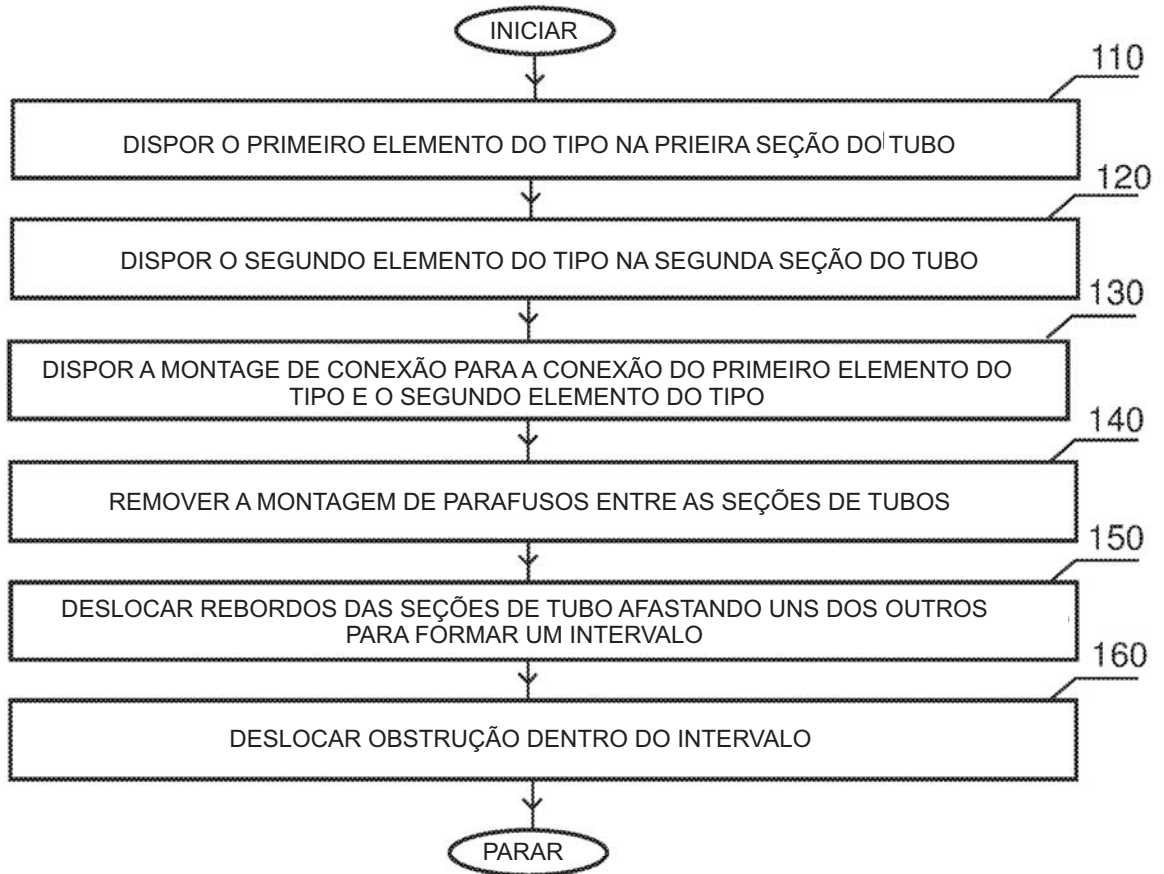 INICIAR
110
DISPOR O PRIMEIRO ELEMENTO DO TIPO NA PRIEIRA SEÇÃO DO TUBO
120
DISPOR O SEGUNDO ELEMENTO DO TIPO NA SEGUNDA SEÇÃO DO TUBO
130
DISPOR A MONTAGE DE CONEXÃO PARA A CONEXÃO DO PRIMEIRO ELEMENTO DO
TIPO E O SEGUNDO ELEMENTO DO TIPO
140
REMOVER A MONTAGEM DE PARAFUSOS ENTRE AS SEÇÕES DE TUBOS
150
DESLOCAR REBORDOS DAS SEÇÕES DE TUBO AFASTANDO UNS DOS OUTROS
PARA FORMAR UM INTERVALO
160
DESLOCAR OBSTRUÇÃO DENTRO DO INTERVALO
PARAR